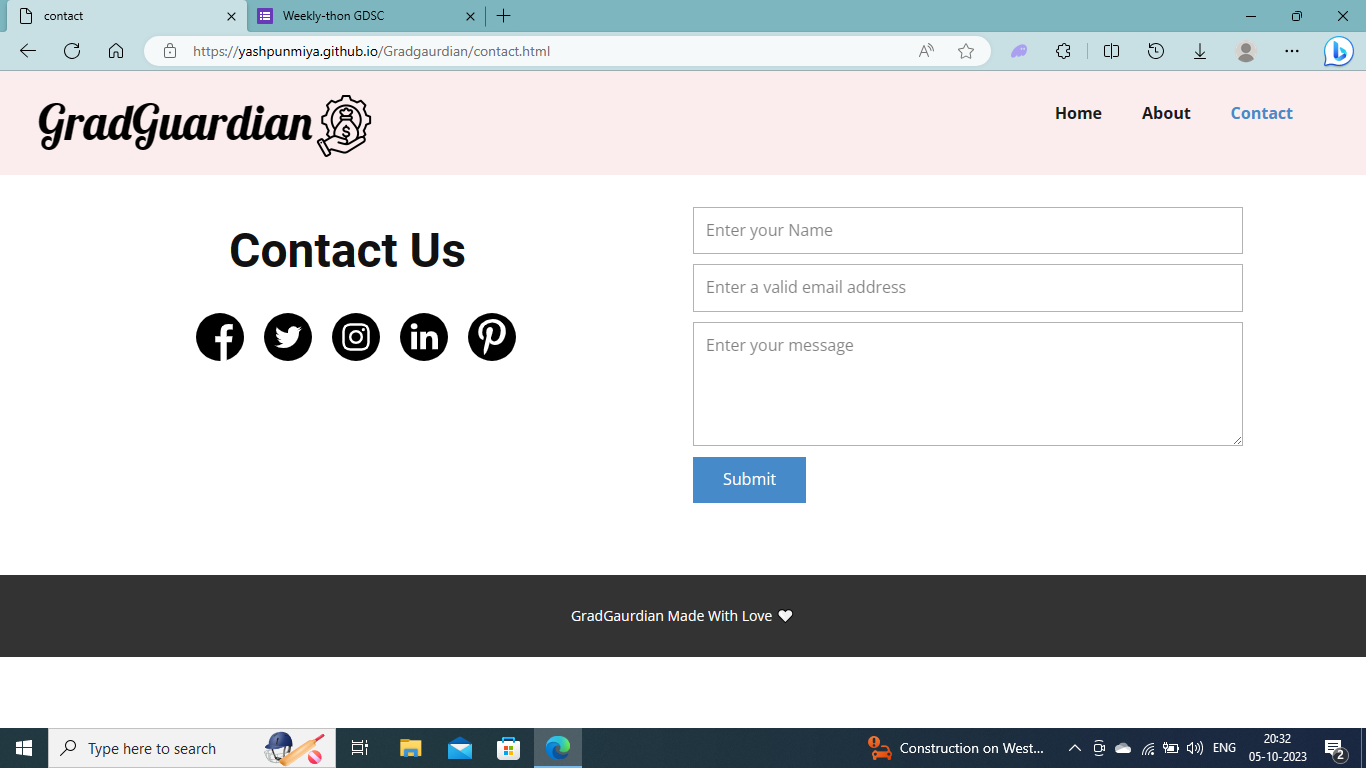 contact
Weekly-thon GDSC
https://yashpunmiya.github.io/Gradgaurdian/contact.html
GradGuardian
Home
About
Contact
Contact Us
Enter your Name
Enter a valid email address
Enter your message
Submit
GradGaurdian Made With Love
Type here to search
Construction on West...
ENG
20:32
05-10-2023
2